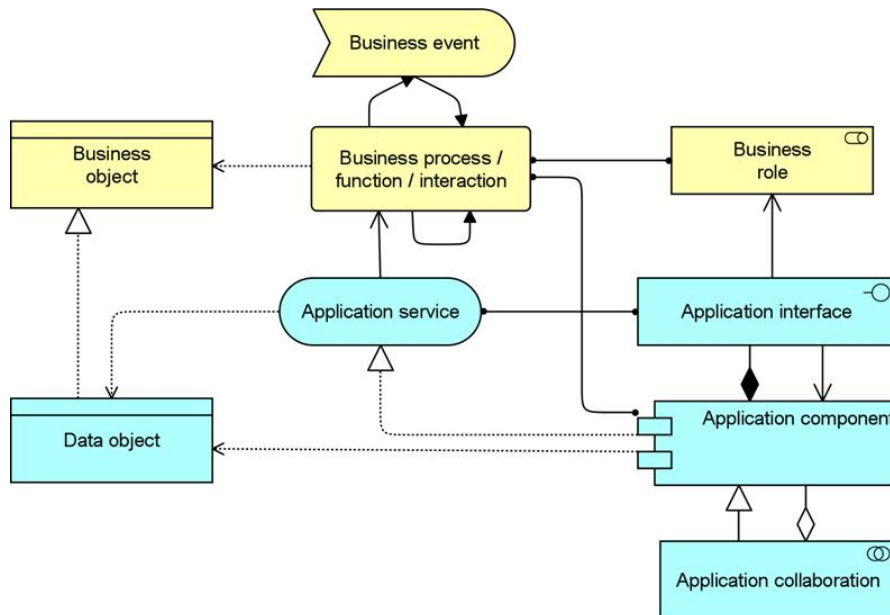 Business event
Business
object
Business process /
function / interaction
Business
role
Application service
Application interface
Data object
Application component
Application collaboration